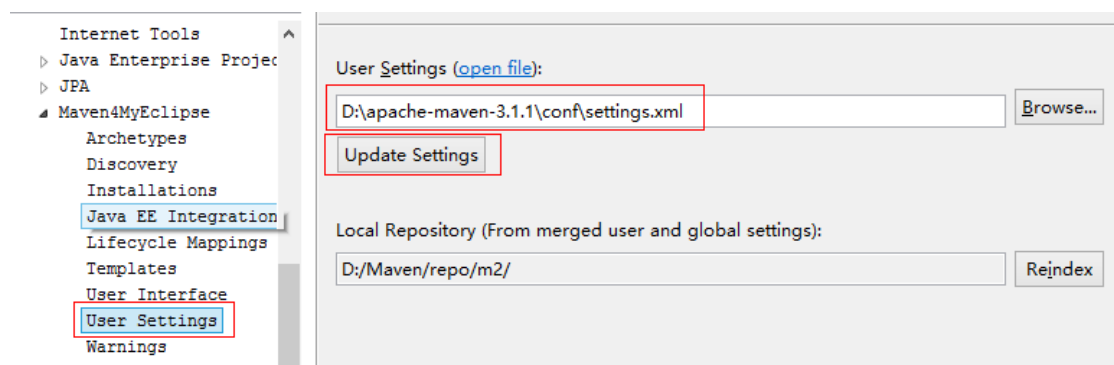 Internet Tools
Java Enterprise Projec
JPA
Maven4MyEclipse
Archetypes
Discovery
Installations
Java EE Integration
Lifecycle Mappings
Templates
User Interface
User Settings
Warnings
User Settings (open file):
D:\apache-maven-3.1.1\conf\settings.xml
Browse...
Update Settings
Local Repository (From merged user and global settings):
D:/Maven/repo/m2/
Reindex